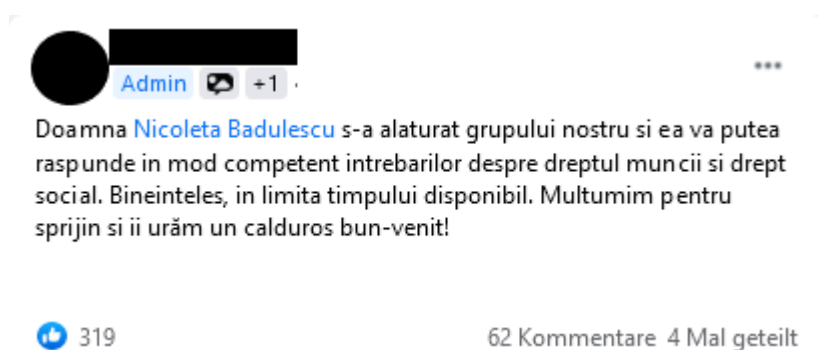 Admin +1 ·
Doamna Nicoleta Badulescu s-a alaturat grupului nostru si ea va putea
raspunde in mod competent intrebarilor despre dreptul muncii si drept
social. Bineinteles, in limita timpului disponibil. Multumim pentru
sprijin si ii urăm un calduros bun-venit!
319 62 Kommentare 4 Mal geteilt